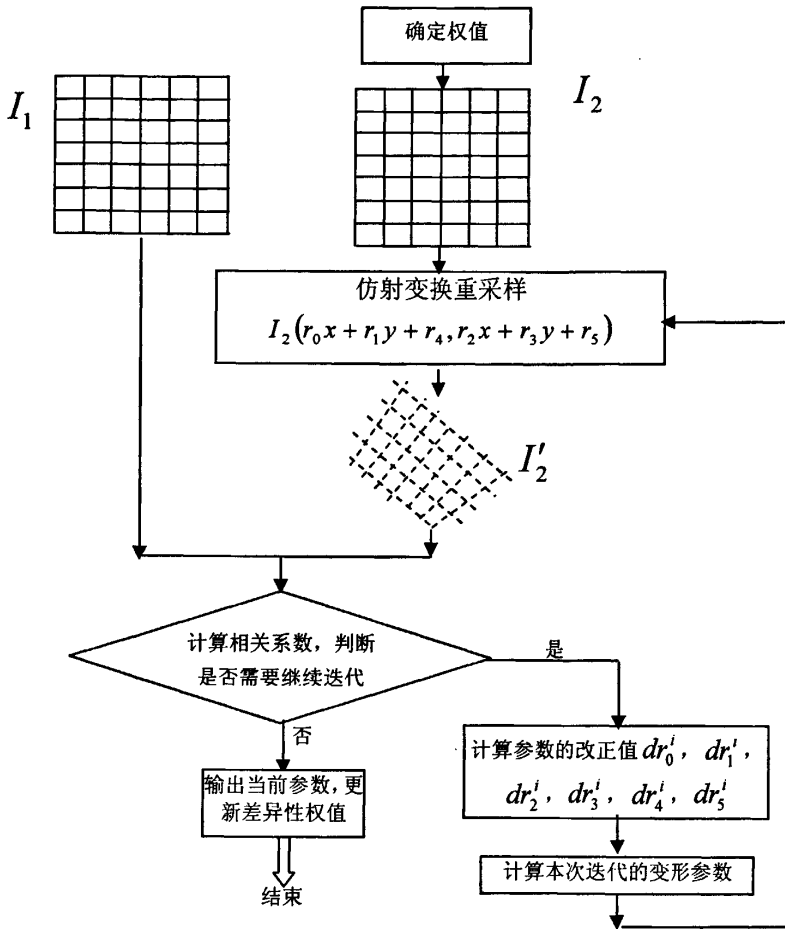 确定权值
I₁
I₂
仿射变换重采样
I₂(r₀x + r₁y + r₄, r₂x + r₃y + r₅)
I₂′
计算相关系数，判断
是否需要继续迭代
是
否
计算参数的改正值 dr₀ⁱ，dr₁ⁱ，
dr₂ⁱ，dr₃ⁱ，dr₄ⁱ，dr₅ⁱ
输出当前参数，更
新差异性权值
计算本次迭代的变形参数
结束